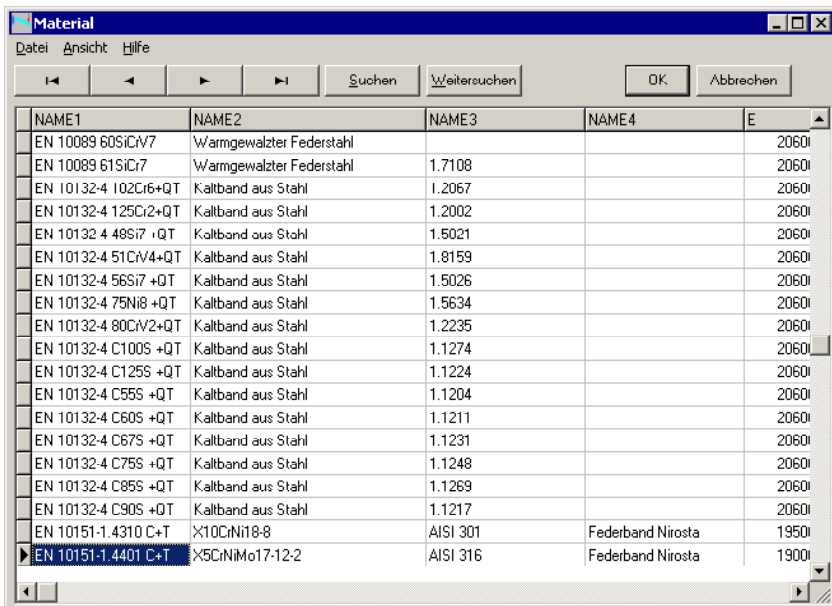 Material
Datei Ansicht Hilfe
Suchen Weitersuchen OK Abbrechen
NAME1 NAME2 NAME3 NAME4 E
EN 10089 60SiCrV7 Warmgewalzter Federstahl 2060
EN 10089 61SiCr7 Warmgewalzter Federstahl 1.7108 2060
EN 10132-4 102Cr6+QT Kaltband aus Stahl 1.2067 2060
EN 10132-4 125Cr2+QT Kaltband aus Stahl 1.2002 2060
EN 10132-4 48Si7 +QT Kaltband aus Stahl 1.5021 2060
EN 10132-4 51CrV4+QT Kaltband aus Stahl 1.8159 2060
EN 10132-4 56Si7 +QT Kaltband aus Stahl 1.5026 2060
EN 10132-4 75Ni8 +QT Kaltband aus Stahl 1.5634 2060
EN 10132-4 80CrV2+QT Kaltband aus Stahl 1.2235 2060
EN 10132-4 C100S +QT Kaltband aus Stahl 1.1274 2060
EN 10132-4 C125S +QT Kaltband aus Stahl 1.1224 2060
EN 10132-4 C55S +QT Kaltband aus Stahl 1.1204 2060
EN 10132-4 C60S +QT Kaltband aus Stahl 1.1211 2060
EN 10132-4 C67S +QT Kaltband aus Stahl 1.1231 2060
EN 10132-4 C75S +QT Kaltband aus Stahl 1.1248 2060
EN 10132-4 C85S +QT Kaltband aus Stahl 1.1269 2060
EN 10132-4 C90S +QT Kaltband aus Stahl 1.1217 2060
EN 10151-1.4310 C+T X10CrNi18-8 AISI 301 Federband Nirosta 1950
EN 10151-1.4401 C+T X5CrNiMo17-12-2 AISI 316 Federband Nirosta 1900